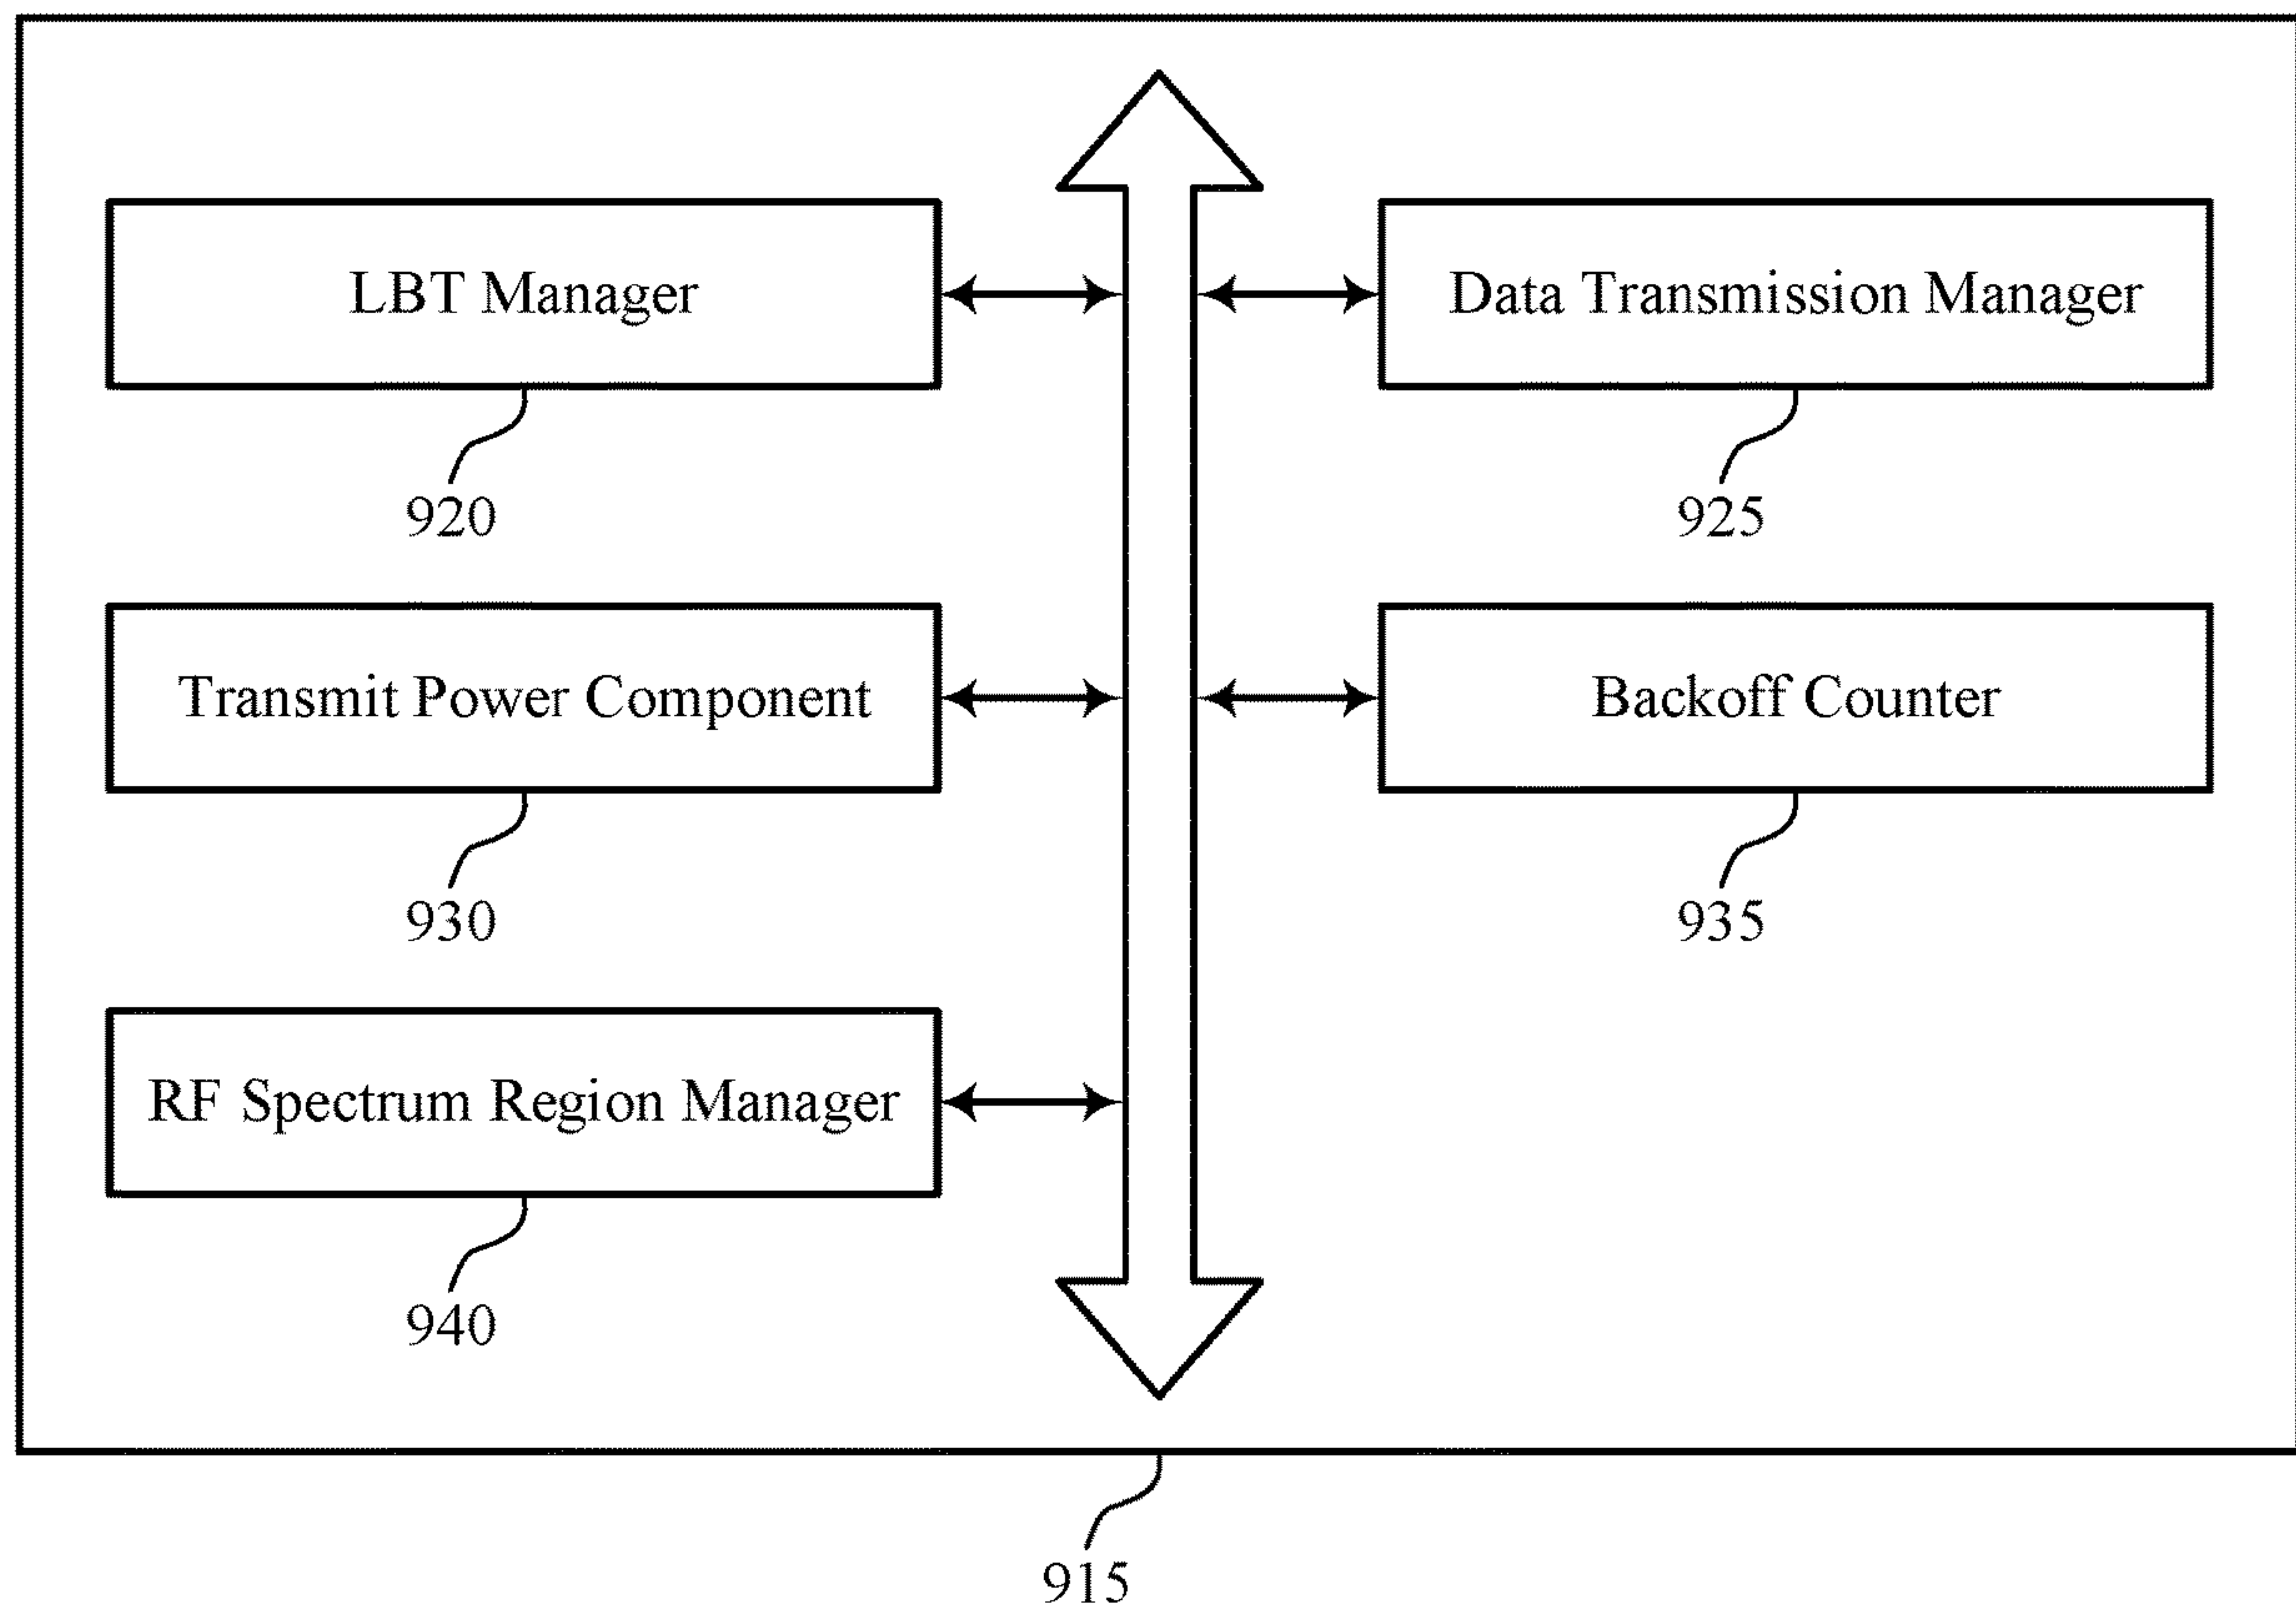 LBT Manager
Data Transmission Manager
920
925
Transmit Power Component
Backoff Counter
930
935
RF Spectrum Region Manager
940
915